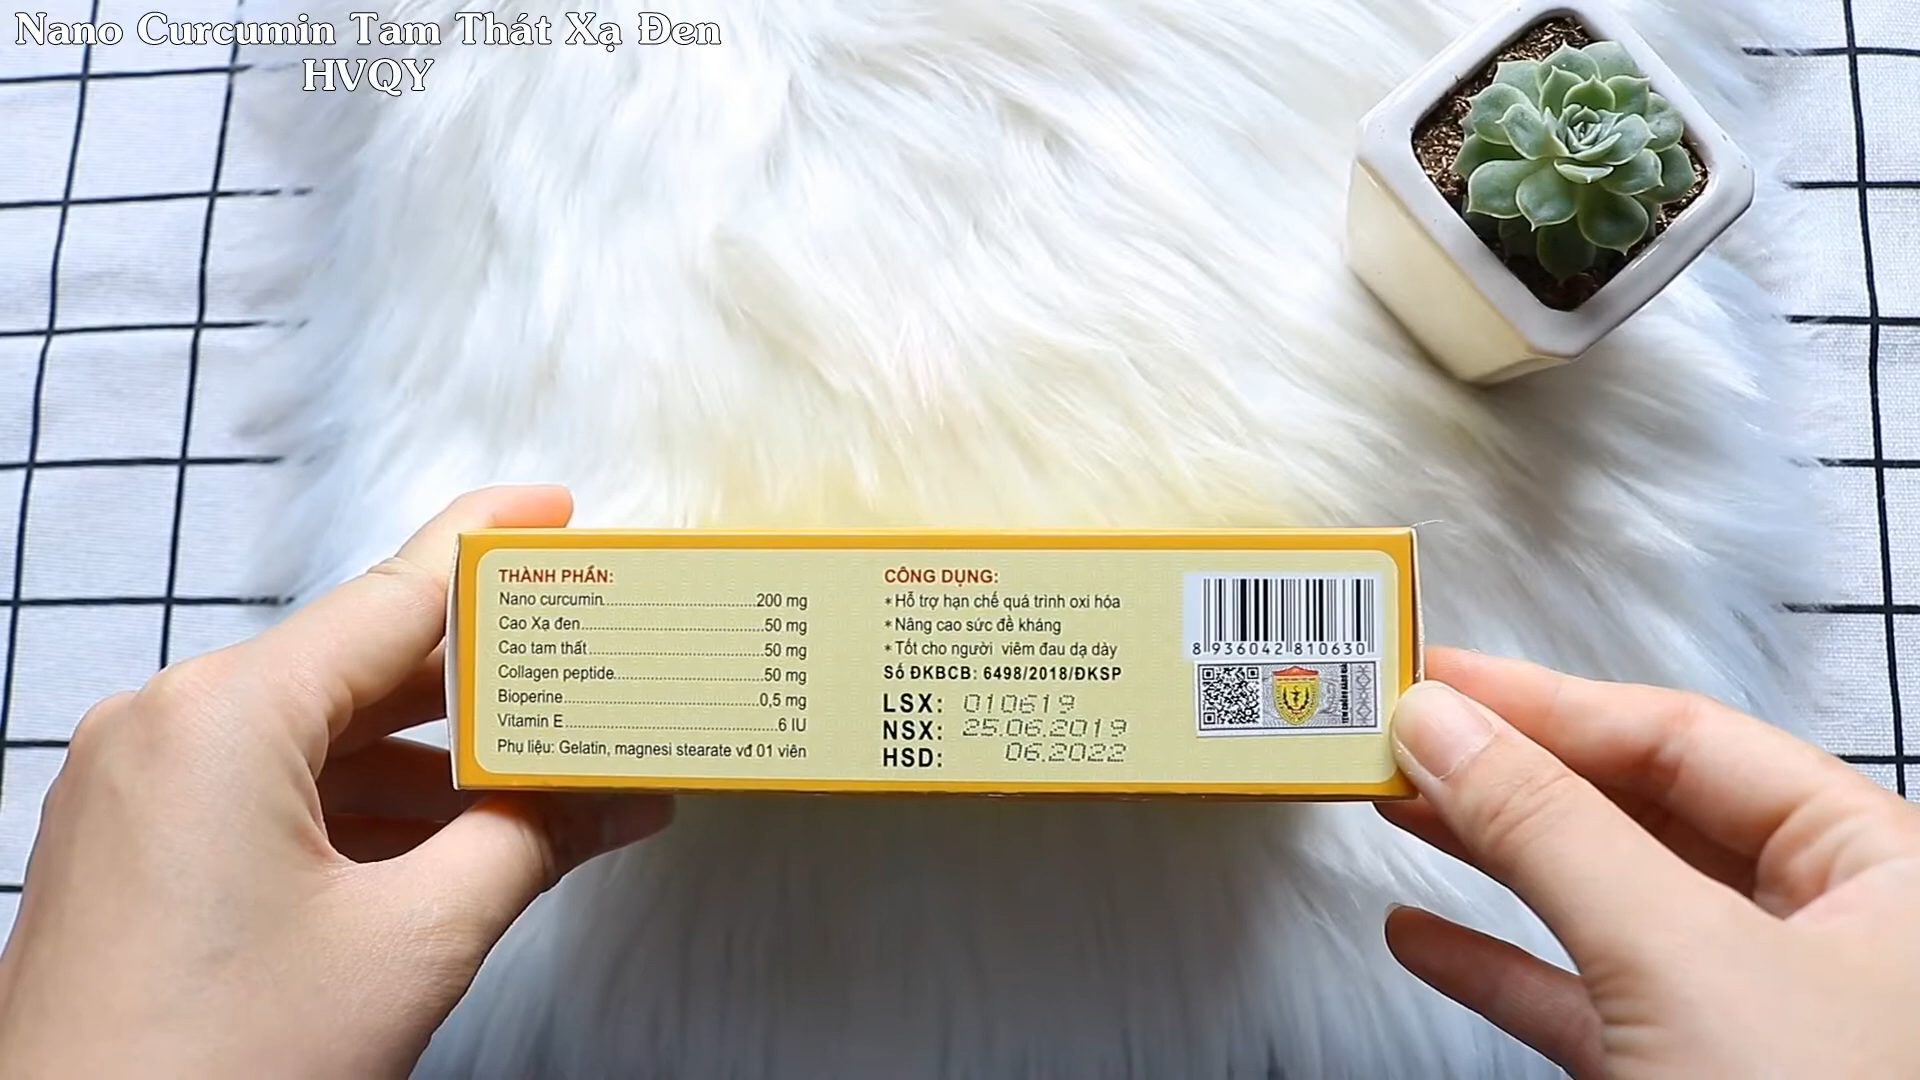 Nano Curcumin Tam Thát Xạ Đen
HVQY
THÀNH PHẦN:
Nano curcumin..........200 mg
Cao Xạ đen..........50 mg
Cao tam thất..........50 mg
Collagen peptide..........50 mg
Bioperine..........0,5 mg
Vitamin E..........6 IU
Phụ liệu: Gelatin, magnesi stearate vđ 01 viên
CÔNG DỤNG:
* Hỗ trợ hạn chế quá trình oxi hóa
* Nâng cao sức đề kháng
* Tốt cho người viêm đau dạ dày
Số ĐKBCB: 6498/2018/ĐKSP
LSX: 010619
NSX: 25.06.2019
HSD: 06.2022
8 936042 810630